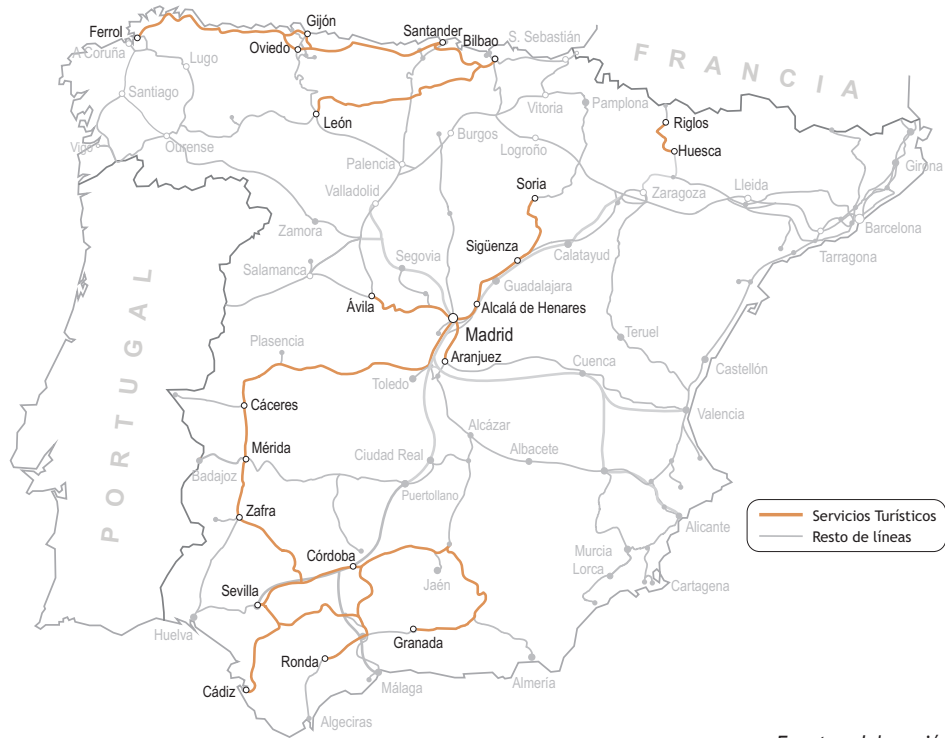 Ferrol
Gijón
Oviedo
Santander
Bilbao
S. Sebastián
A Coruña
Lugo
Santiago
Vigo
Ourense
León
Palencia
Burgos
Vitoria
Logroño
Pamplona
FRANCIA
Riglos
Huesca
Girona
Lleida
Barcelona
Tarragona
Zaragoza
Soria
Valladolid
Zamora
Segovia
Sigüenza
Calatayud
Guadalajara
Salamanca
Ávila
Alcalá de Henares
Madrid
Aranjuez
Teruel
Castellón
Cuenca
Plasencia
Toledo
PORTUGAL
Cáceres
Valencia
Alcázar
Albacete
Mérida
Badajoz
Ciudad Real
Puertollano
Zafra
Servicios Turísticos
Resto de líneas
Alicante
Murcia
Lorca
Cartagena
Córdoba
Jaén
Sevilla
Huelva
Granada
Ronda
Cádiz
Málaga
Almería
Algeciras